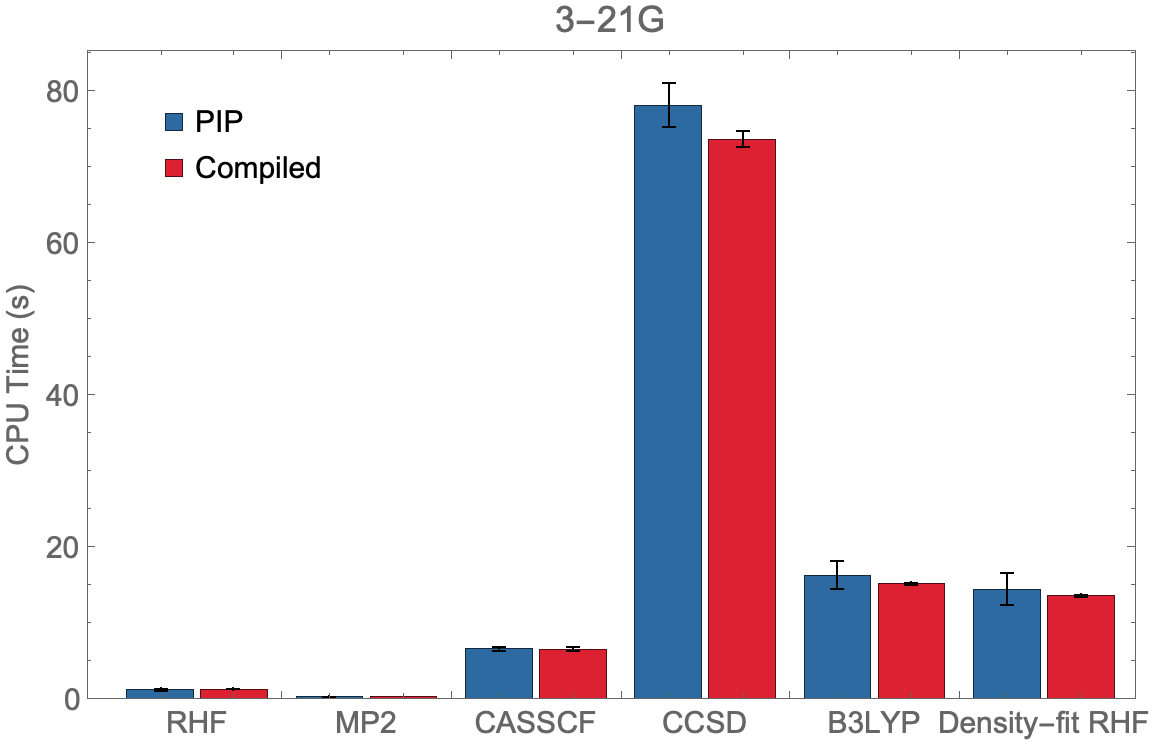 3−21G
PIP
Compiled
CPU Time (s)
80
60
40
20
0
RHF MP2 CASSCF CCSD B3LYP Density−fit RHF